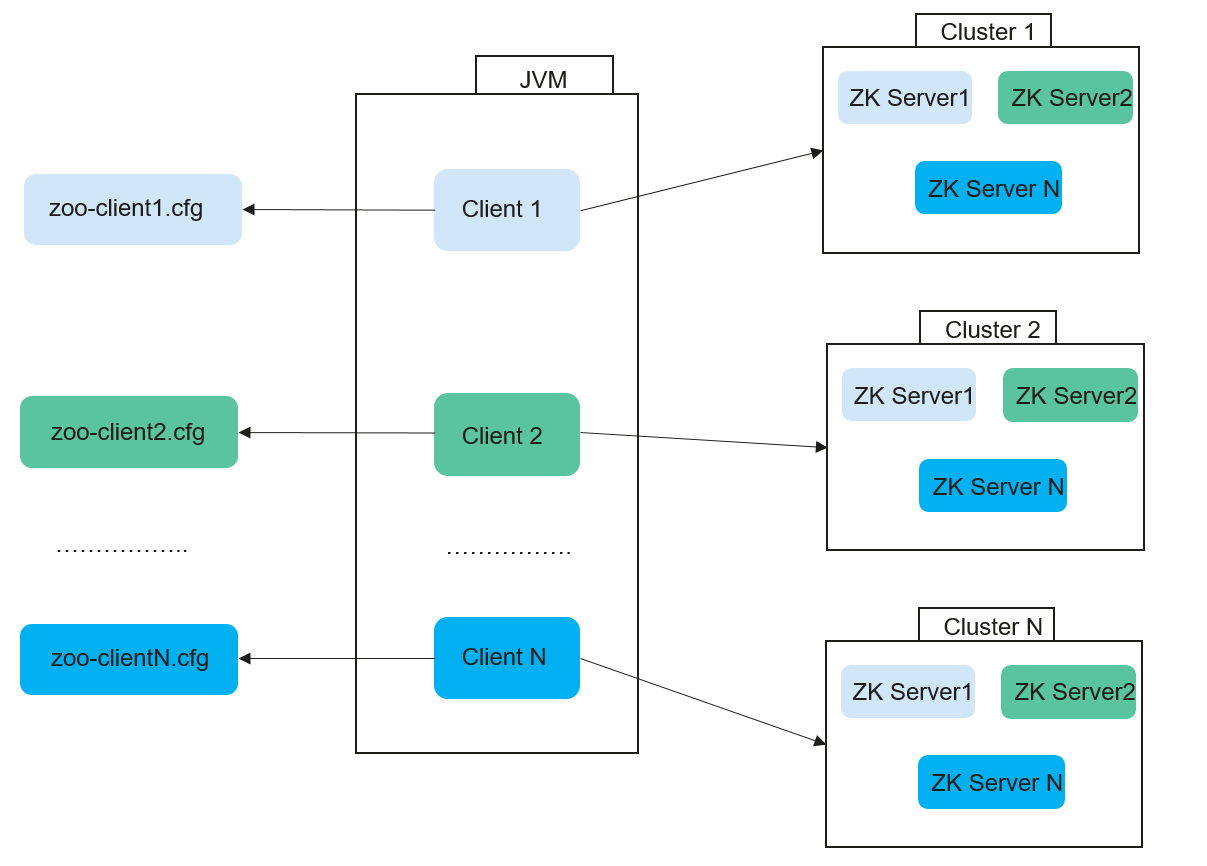 JVM
zoo-client1.cfg
Client 1
zoo-client2.cfg
Client 2
.................
................
zoo-clientN.cfg
Client N
Cluster 1
ZK Server1
ZK Server2
ZK Server N
Cluster 2
ZK Server1
ZK Server2
ZK Server N
Cluster N
ZK Server1
ZK Server2
ZK Server N